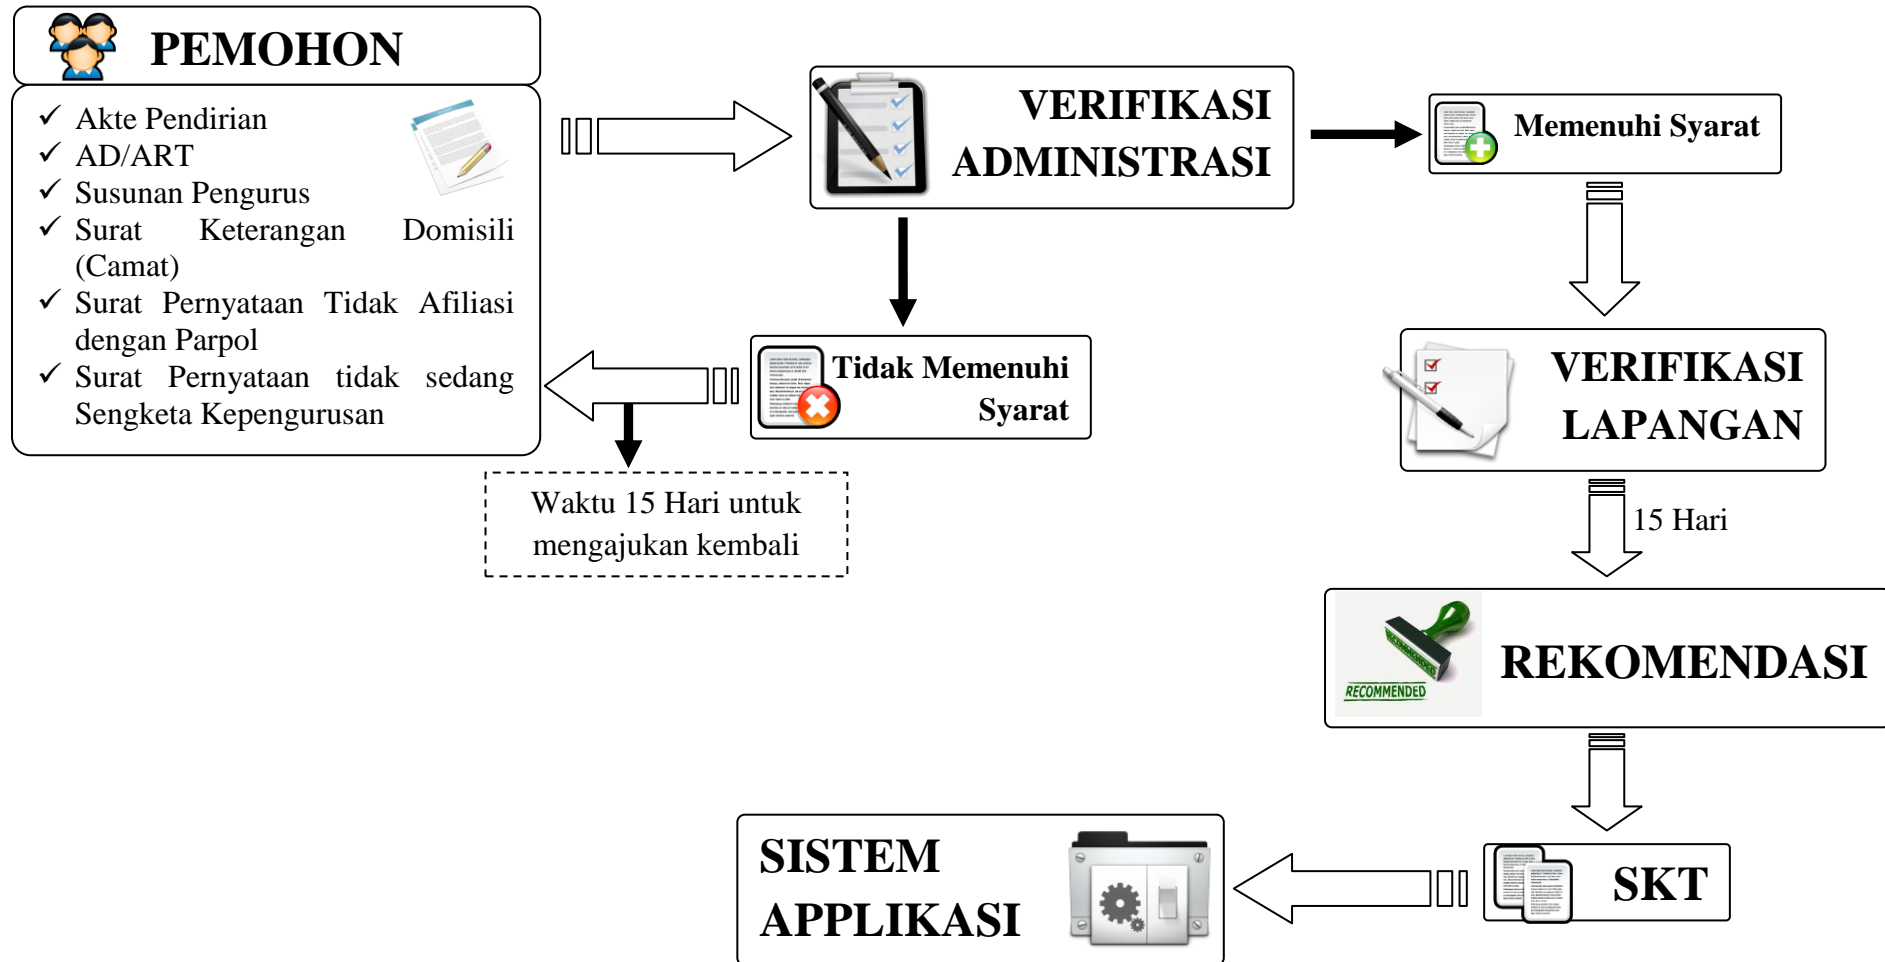 PEMOHON
✓ Akte Pendirian
✓ AD/ART
✓ Susunan Pengurus
✓ Surat Keterangan Domisili
(Camat)
✓ Surat Pernyataan Tidak Afiliasi
dengan Parpol
✓ Surat Pernyataan tidak sedang
Sengketa Kepengurusan
VERIFIKASI
ADMINISTRASI
Memenuhi Syarat
Tidak Memenuhi
Syarat
Waktu 15 Hari untuk
mengajukan kembali
VERIFIKASI
LAPANGAN
15 Hari
RECOMMENDED
RECOMMENDED
REKOMENDASI
SKT
SISTEM
APPLIKASI